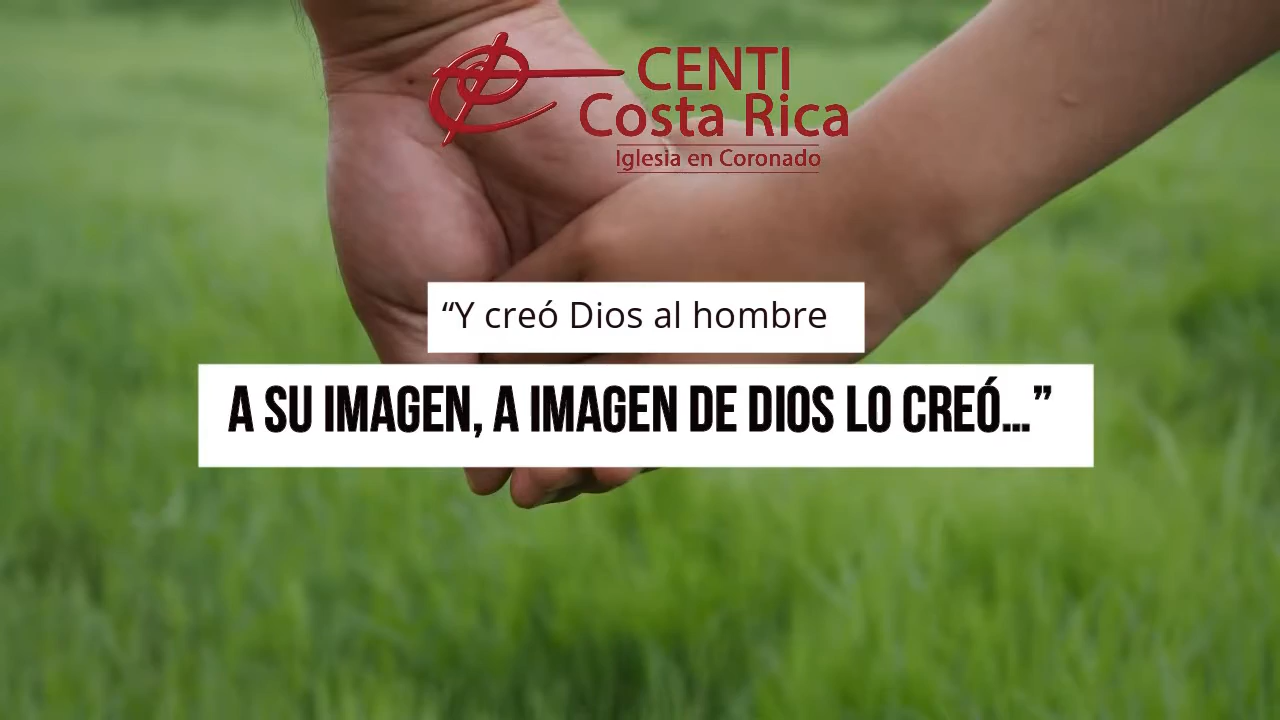 CENTI
Costa Rica
Iglesia en Coronado
“Y creó Dios al hombre
A SU IMAGEN, A IMAGEN DE DIOS LO CREÓ...”